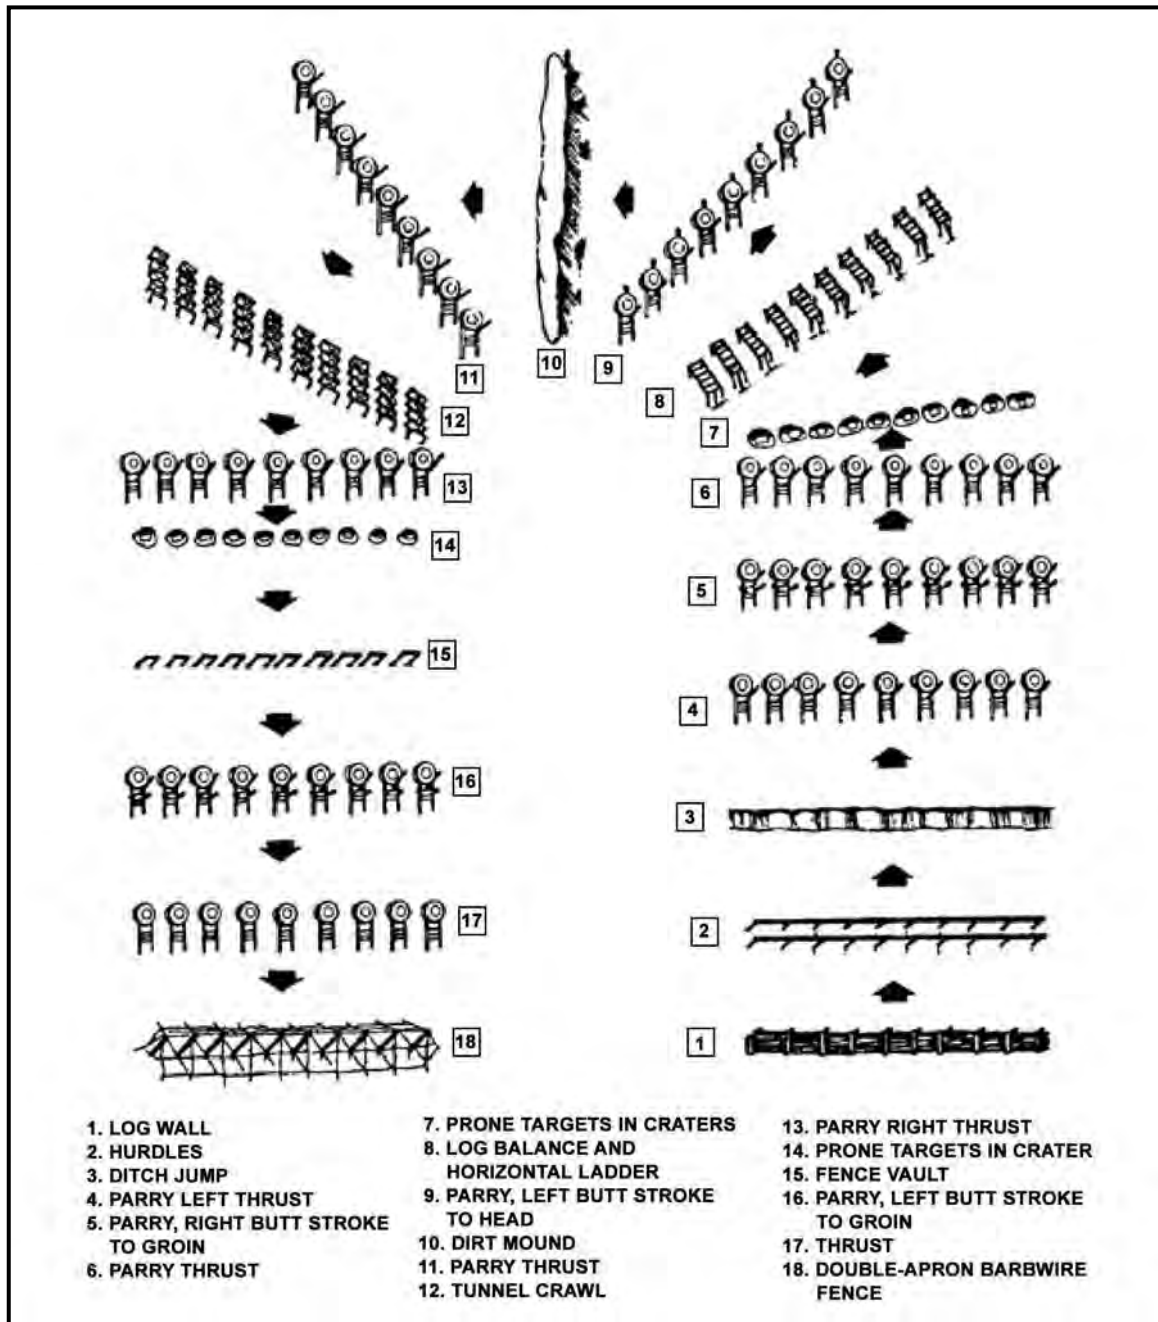 11
10
9
8
12
7
13
6
14
5
15
4
16
3
17
2
18
1
1. LOG WALL
2. HURDLES
3. DITCH JUMP
4. PARRY LEFT THRUST
5. PARRY, RIGHT BUTT STROKE
TO GROIN
6. PARRY THRUST
7. PRONE TARGETS IN CRATERS
8. LOG BALANCE AND
HORIZONTAL LADDER
9. PARRY, LEFT BUTT STROKE
TO HEAD
10. DIRT MOUND
11. PARRY THRUST
12. TUNNEL CRAWL
13. PARRY RIGHT THRUST
14. PRONE TARGETS IN CRATER
15. FENCE VAULT
16. PARRY, LEFT BUTT STROKE
TO GROIN
17. THRUST
18. DOUBLE-APRON BARBWIRE
FENCE